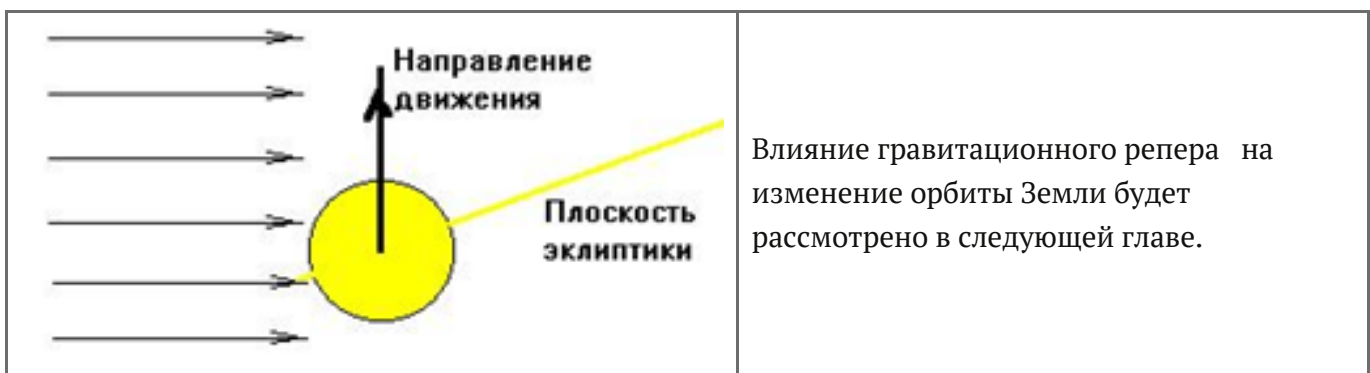 Направление
движения
Плоскость
эклиптики
Влияние гравитационного репера на
изменение орбиты Земли будет
рассмотрено в следующей главе.